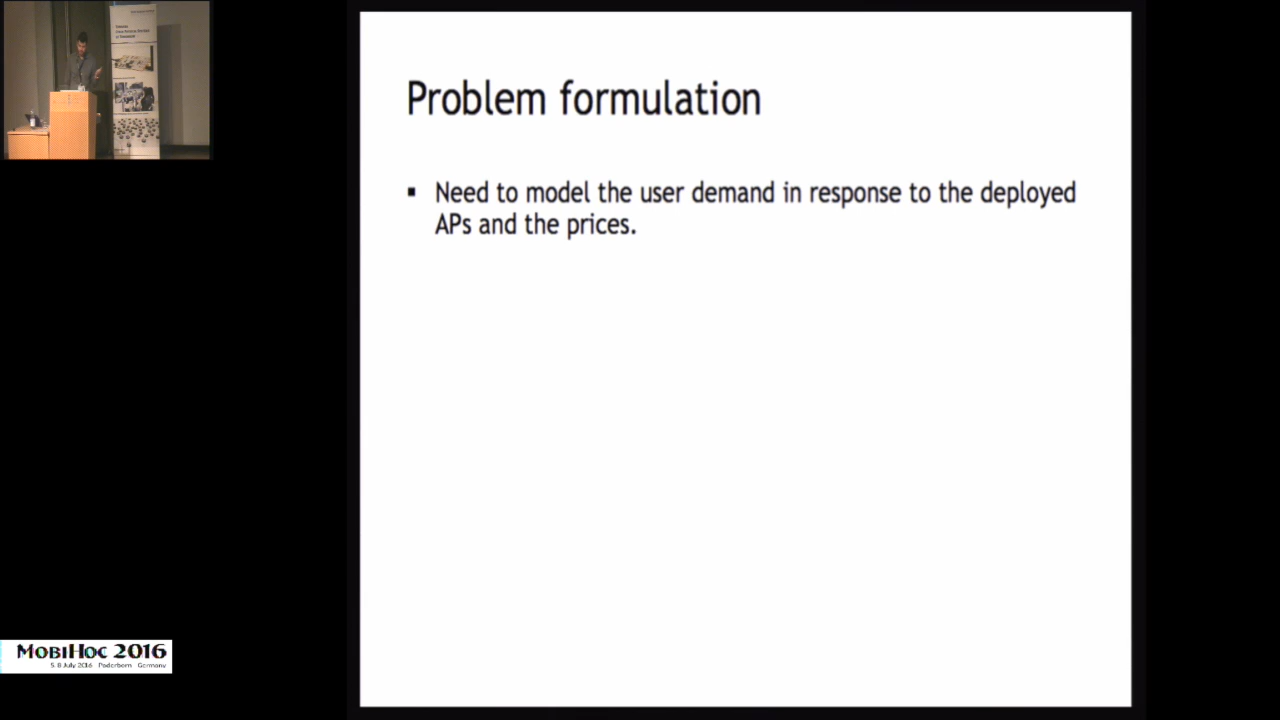 Problem formulation
▪ Need to model the user demand in response to the deployed
APs and the prices.
MobiHoc 2016
5-8 July 2016 Paderborn Germany